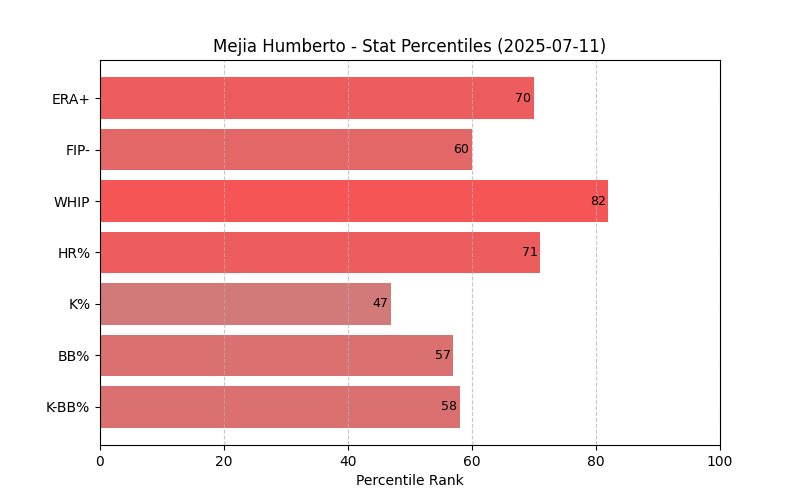 Mejia Humberto - Stat Percentiles (2025-07-11)
ERA+ 70
FIP- 60
WHIP 82
HR% 71
K% 47
BB% 57
K-BB% 58
0 20 40 60 80 100
Percentile Rank